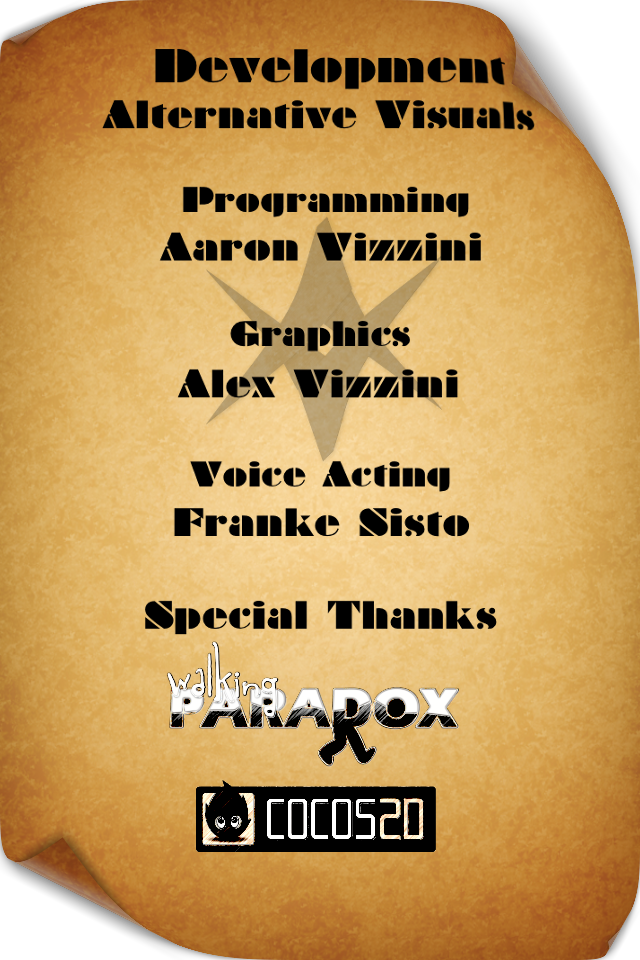 Development
Alternative Visuals
Programming
Aaron Vizzini
Graphics
Alex Vizzini
Voice Acting
Franke Sisto
Special Thanks
walking
PARADOX
COCOS2D